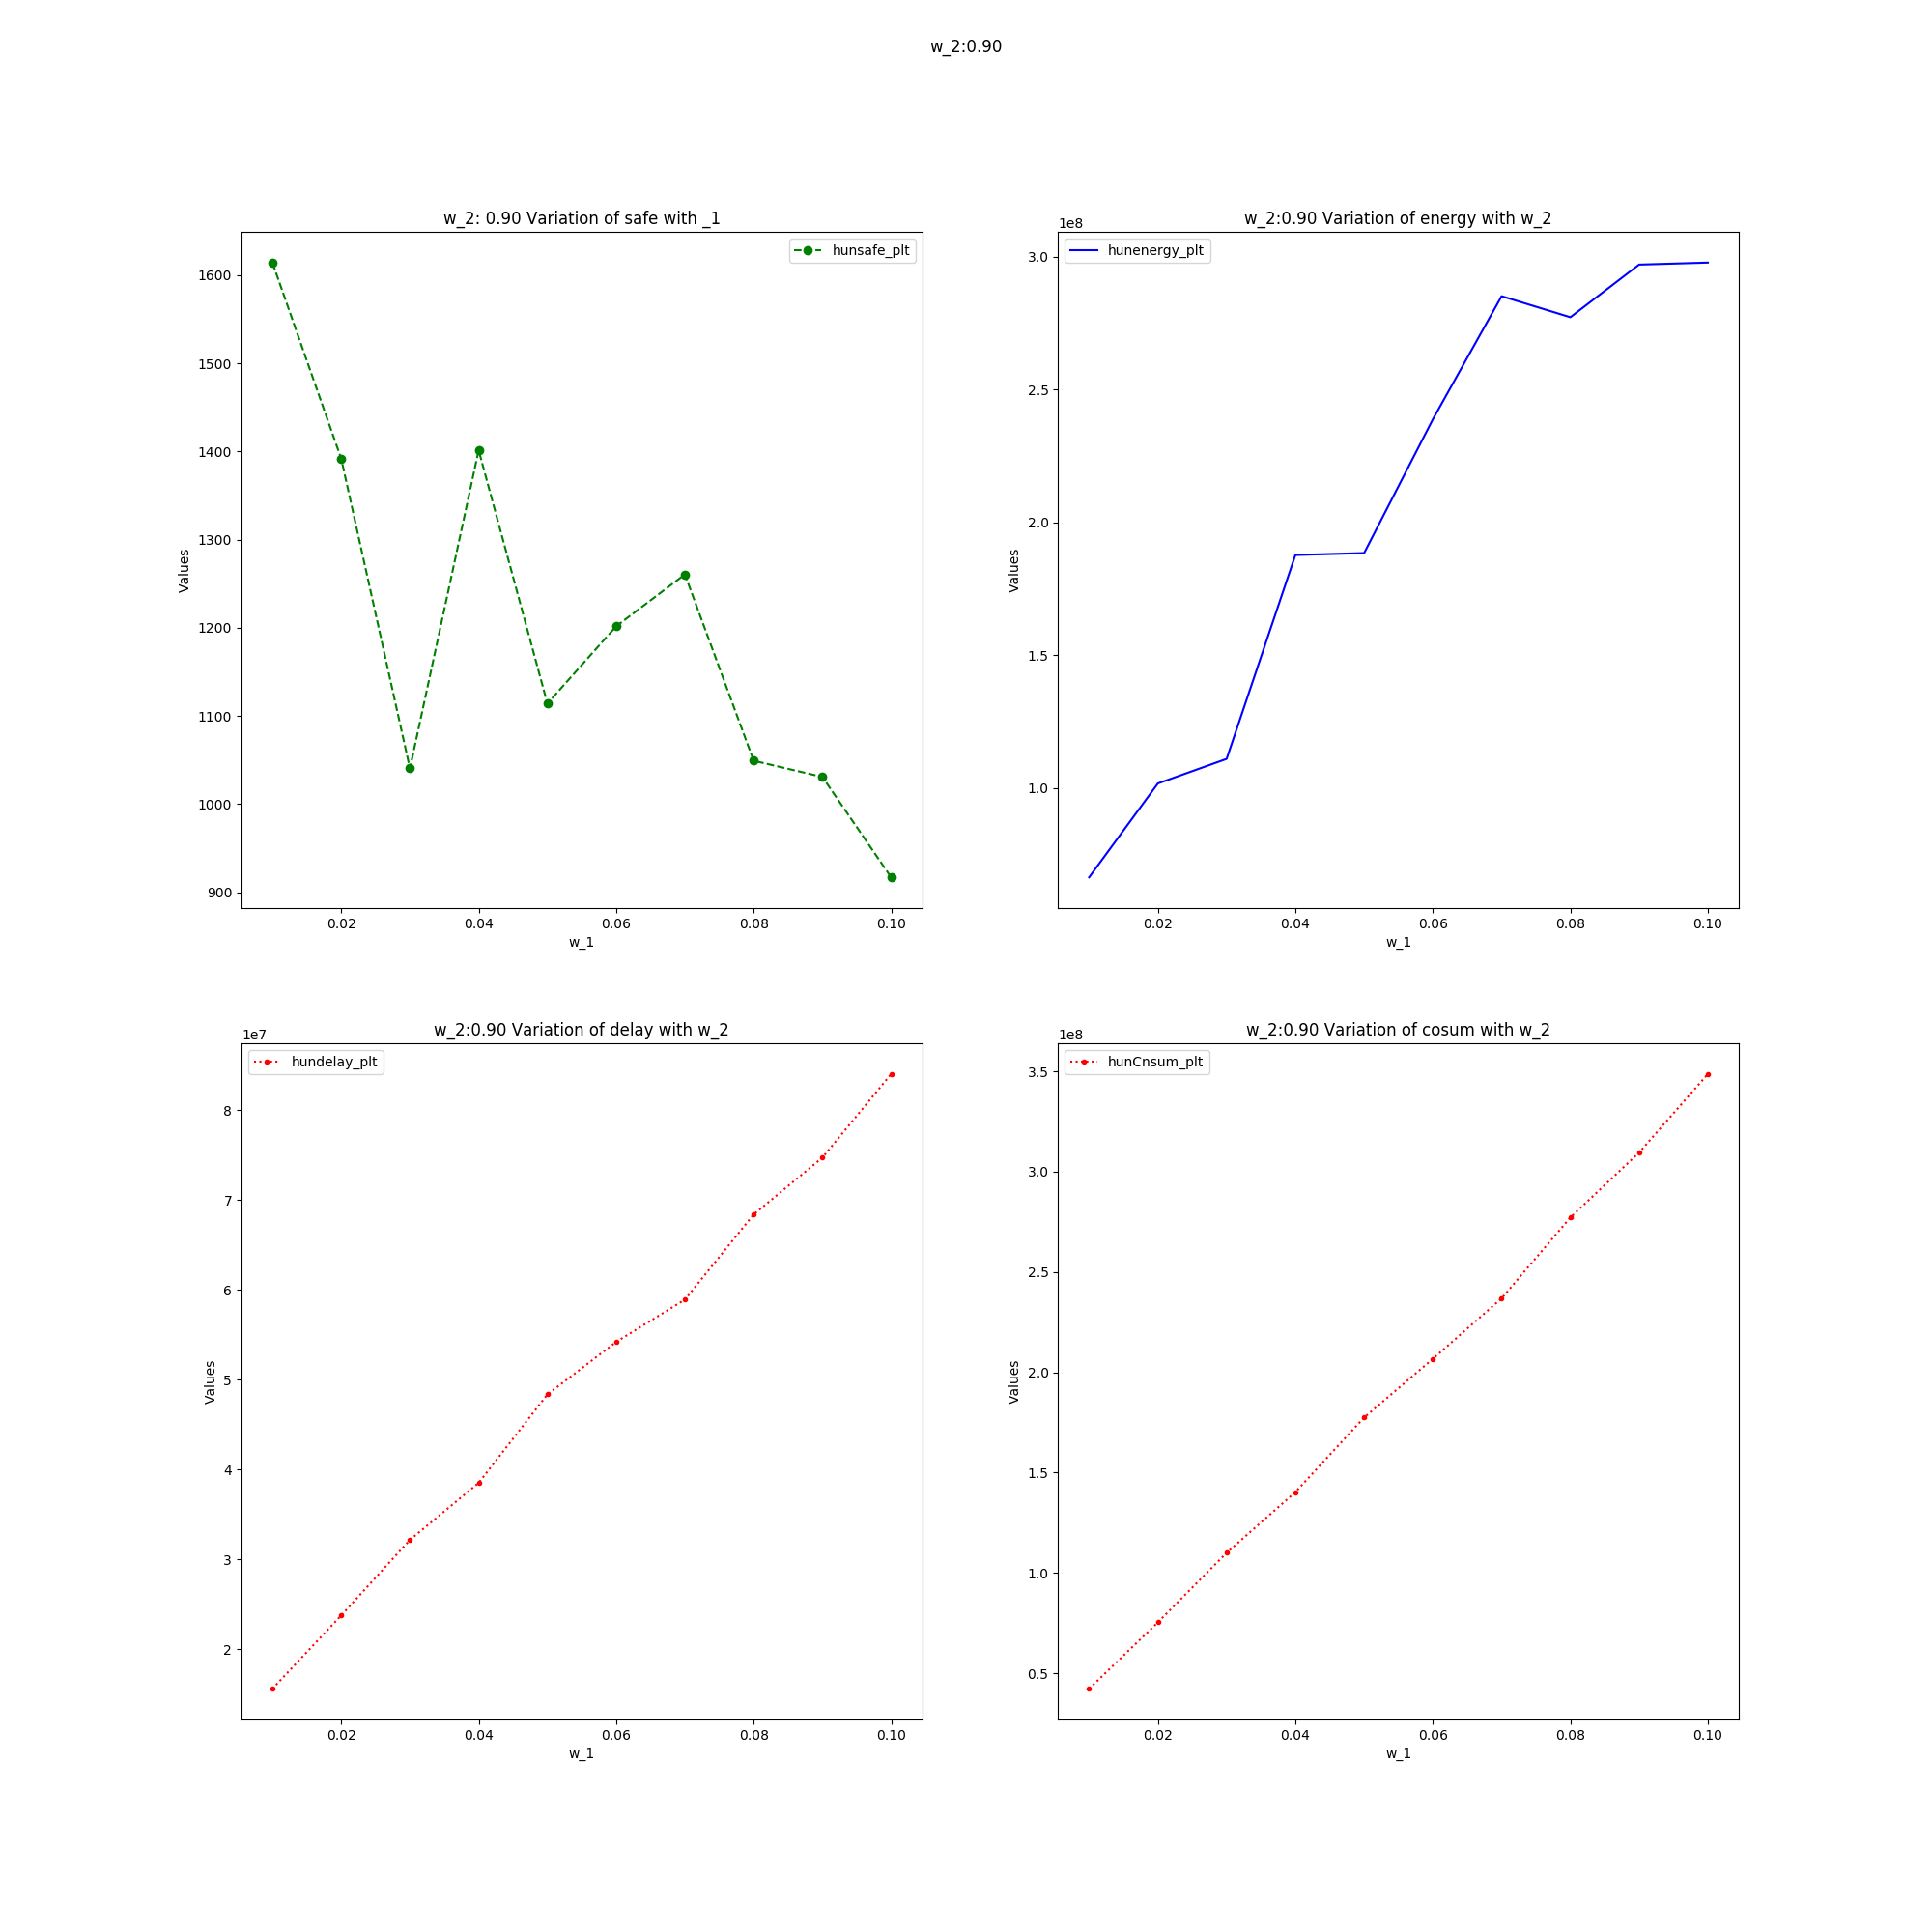 w_2:0.90
w_2: 0.90 Variation of safe with _1
hunsafe_plt
1600
1500
1400
1300
1200
1100
1000
900
Values
0.02 0.04 0.06 0.08 0.10
w_1
w_2:0.90 Variation of energy with w_2
1e8
hunenergy_plt
3.0
2.5
2.0
1.5
1.0
Values
0.02 0.04 0.06 0.08 0.10
w_1
w_2:0.90 Variation of delay with w_2
1e7
hundelay_plt
8
7
6
5
4
3
2
Values
0.02 0.04 0.06 0.08 0.10
w_1
w_2:0.90 Variation of cosum with w_2
1e8
hunCnsum_plt
3.5
3.0
2.5
2.0
1.5
1.0
0.5
Values
0.02 0.04 0.06 0.08 0.10
w_1